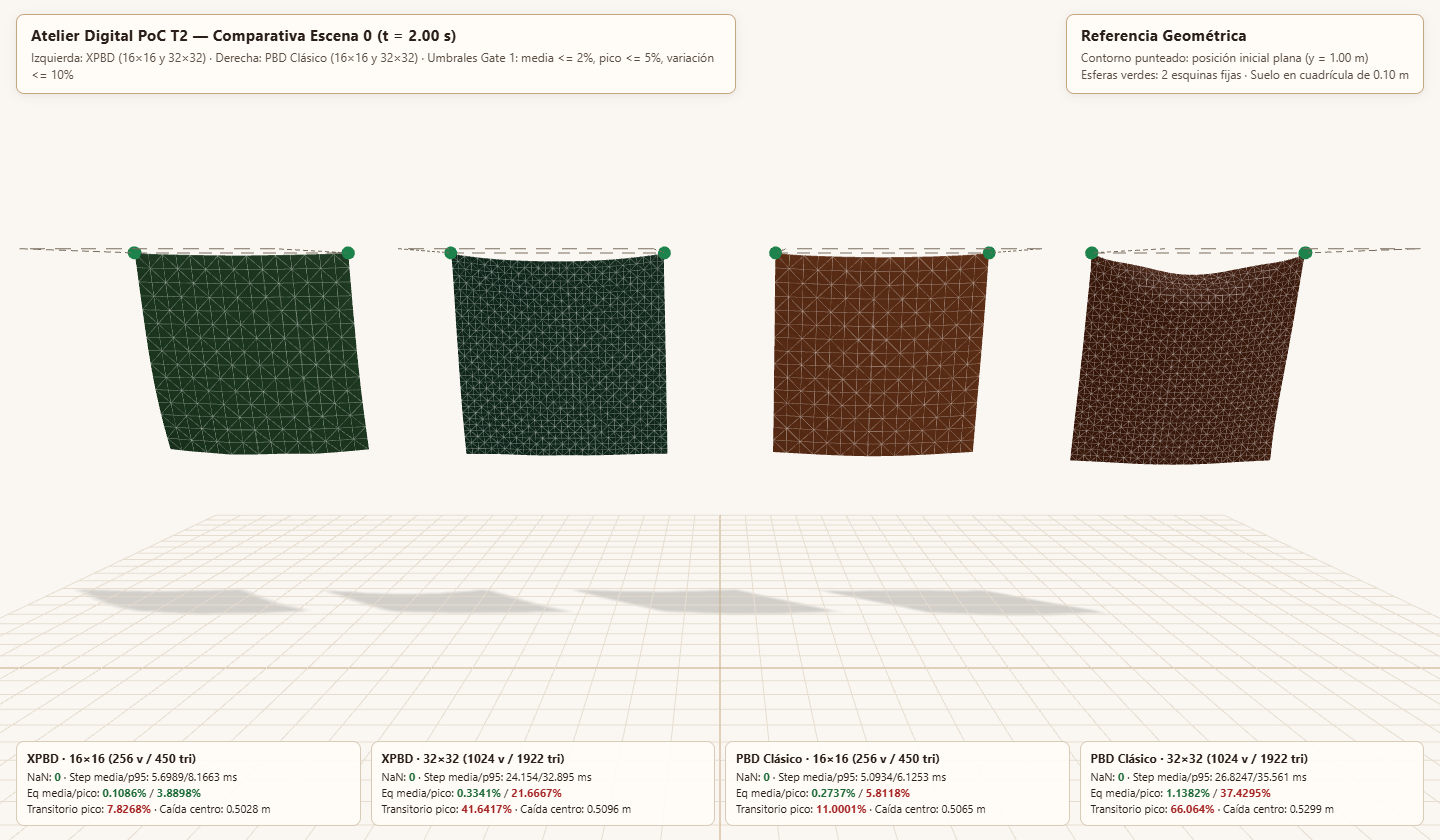 Atelier Digital PoC T2 — Comparativa Escena 0 (t = 2.00 s)
Izquierda: XPBD (16×16 y 32×32) · Derecha: PBD Clásico (16×16 y 32×32) · Umbrales Gate 1: media <= 2%, pico <= 5%, variación
<= 10%
Referencia Geométrica
Contorno punteado: posición inicial plana (y = 1.00 m)
Esferas verdes: 2 esquinas fijas · Suelo en cuadrícula de 0.10 m
XPBD · 16×16 (256 v / 450 tri)
NaN: 0 · Step media/p95: 5.6989/8.1663 ms
Eq media/pico: 0.1086% / 3.8898%
Transitorio pico: 7.8268% · Caída centro: 0.5028 m
XPBD · 32×32 (1024 v / 1922 tri)
NaN: 0 · Step media/p95: 24.154/32.895 ms
Eq media/pico: 0.3341% / 21.6667%
Transitorio pico: 41.6417% · Caída centro: 0.5096 m
PBD Clásico · 16×16 (256 v / 450 tri)
NaN: 0 · Step media/p95: 5.0934/6.1253 ms
Eq media/pico: 0.2737% / 5.8118%
Transitorio pico: 11.0001% · Caída centro: 0.5065 m
PBD Clásico · 32×32 (1024 v / 1922 tri)
NaN: 0 · Step media/p95: 26.8247/35.561 ms
Eq media/pico: 1.1382% / 37.4295%
Transitorio pico: 66.064% · Caída centro: 0.5299 m